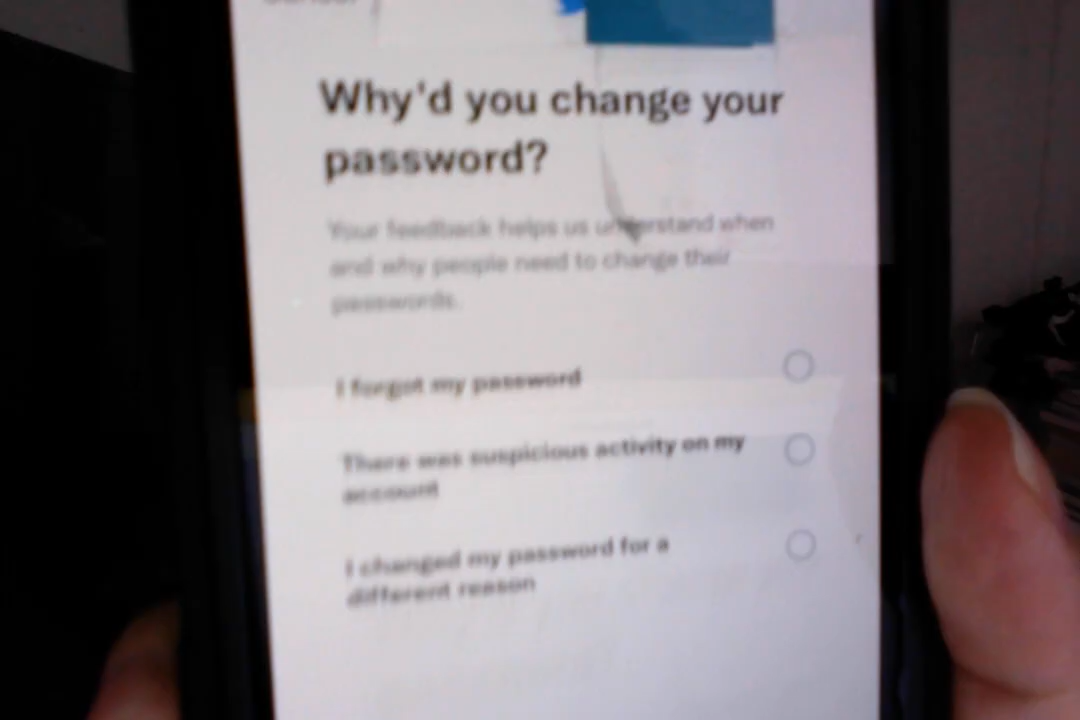 Why'd you change your
password?
Your feedback helps us understand when
and why people need to change their
passwords.
I forgot my password
There was suspicious activity on my
account
I changed my password for a
different reason